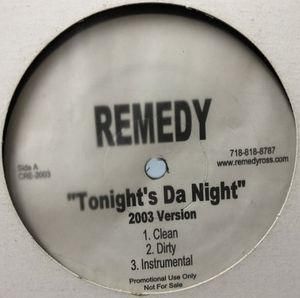 REMEDY
Side A
CRE-2003
718-818-8787
www.remedyross.com
"Tonight's Da Night"
2003 Version
1. Clean
2. Dirty
3. Instrumental
Promotional Use Only
Not For Sale